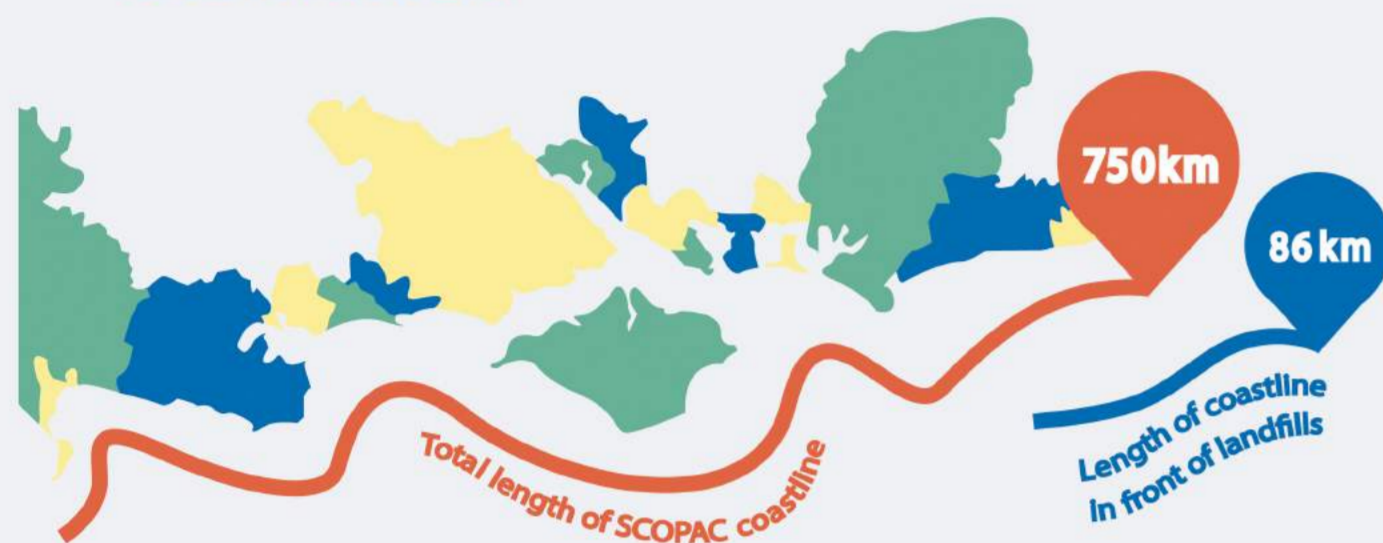 750km
86 km
Total length of SCOPAC coastline
Length of coastline
in front of landfills